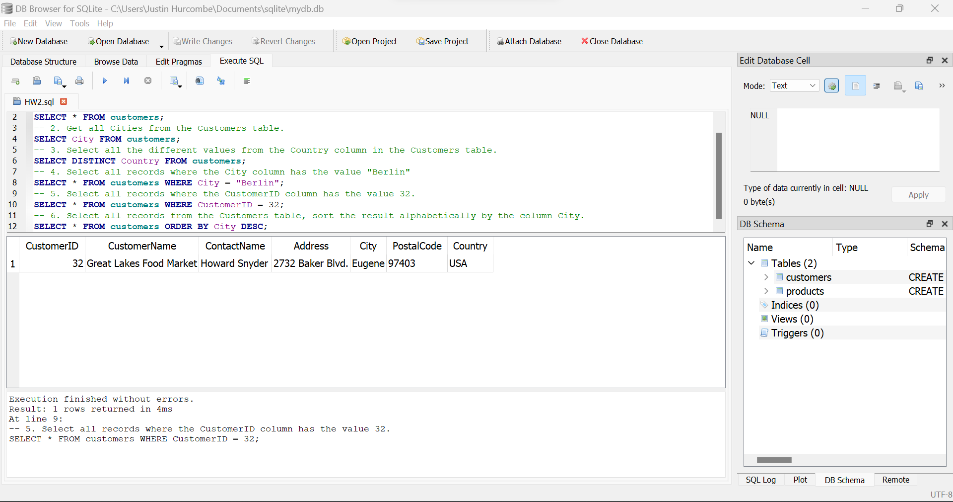 DB Browser for SQLite - C:\Users\Justin Hurcombe\Documents\sqlite\mydb.db
File Edit View Tools Help
New Database Open Database Write Changes Revert Changes Open Project Save Project Attach Database Close Database
Database Structure Browse Data Edit Pragmas Execute SQL
HW2.sql
2 SELECT * FROM customers;
3 -- 2. Get all Cities from the Customers table.
4 SELECT City FROM customers;
5 -- 3. Select all the different values from the Country column in the Customers table.
6 SELECT DISTINCT Country FROM customers;
7 -- 4. Select all records where the City column has the value "Berlin"
8 SELECT * FROM customers WHERE City = "Berlin";
9 -- 5. Select all records where the CustomerID column has the value 32.
10 SELECT * FROM customers WHERE CustomerID = 32;
11 -- 6. Select all records from the Customers table, sort the result alphabetically by the column City.
12 SELECT * FROM customers ORDER BY City DESC;
CustomerID CustomerName ContactName Address City PostalCode Country
1 32 Great Lakes Food Market Howard Snyder 2732 Baker Blvd. Eugene 97403 USA
Execution finished without errors.
Result: 1 rows returned in 4ms
At line 9:
-- 5. Select all records where the CustomerID column has the value 32.
SELECT * FROM customers WHERE CustomerID = 32;
Edit Database Cell
Mode: Text
NULL
Type of data currently in cell: NULL
0 byte(s)
Apply
DB Schema
Name Type Schema
Tables (2)
customers CREATE
products CREATE
Indices (0)
Views (0)
Triggers (0)
SQL Log Plot DB Schema Remote
UTF-8